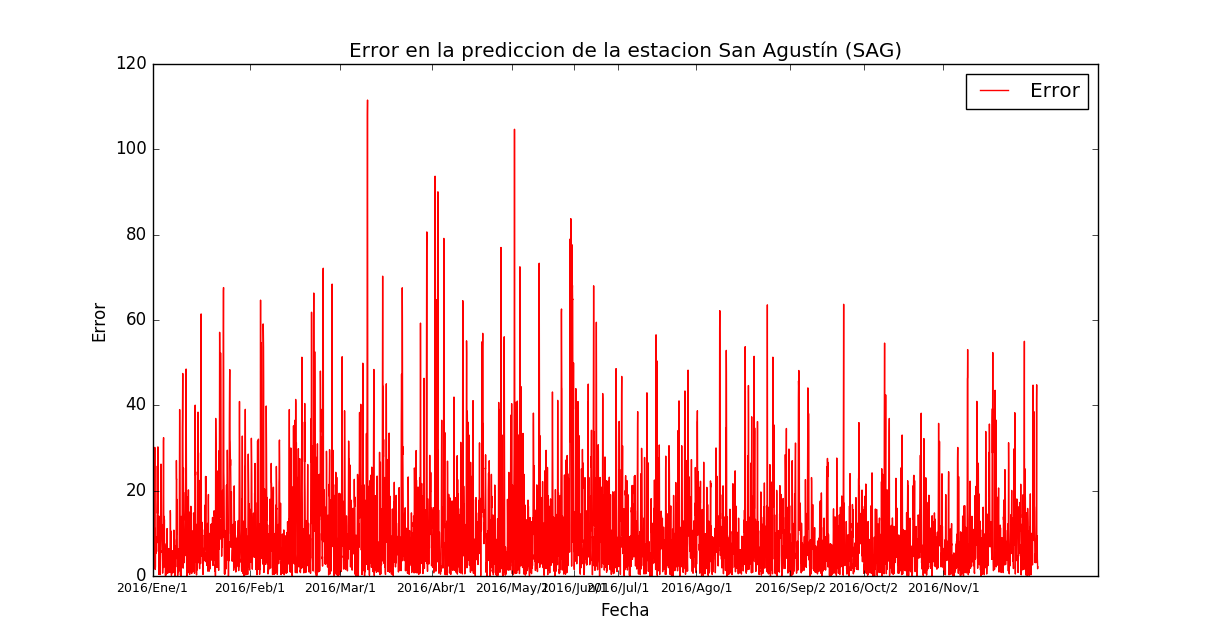 Error en la prediccion de la estacion San Agustín (SAG)
Error
120
100
80
60
40
20
0
Error
2016/Ene/1 2016/Feb/1 2016/Mar/1 2016/Abr/1 2016/May/1 2016/Jun/1 2016/Jul/1 2016/Ago/1 2016/Sep/2 2016/Oct/2 2016/Nov/1
Fecha